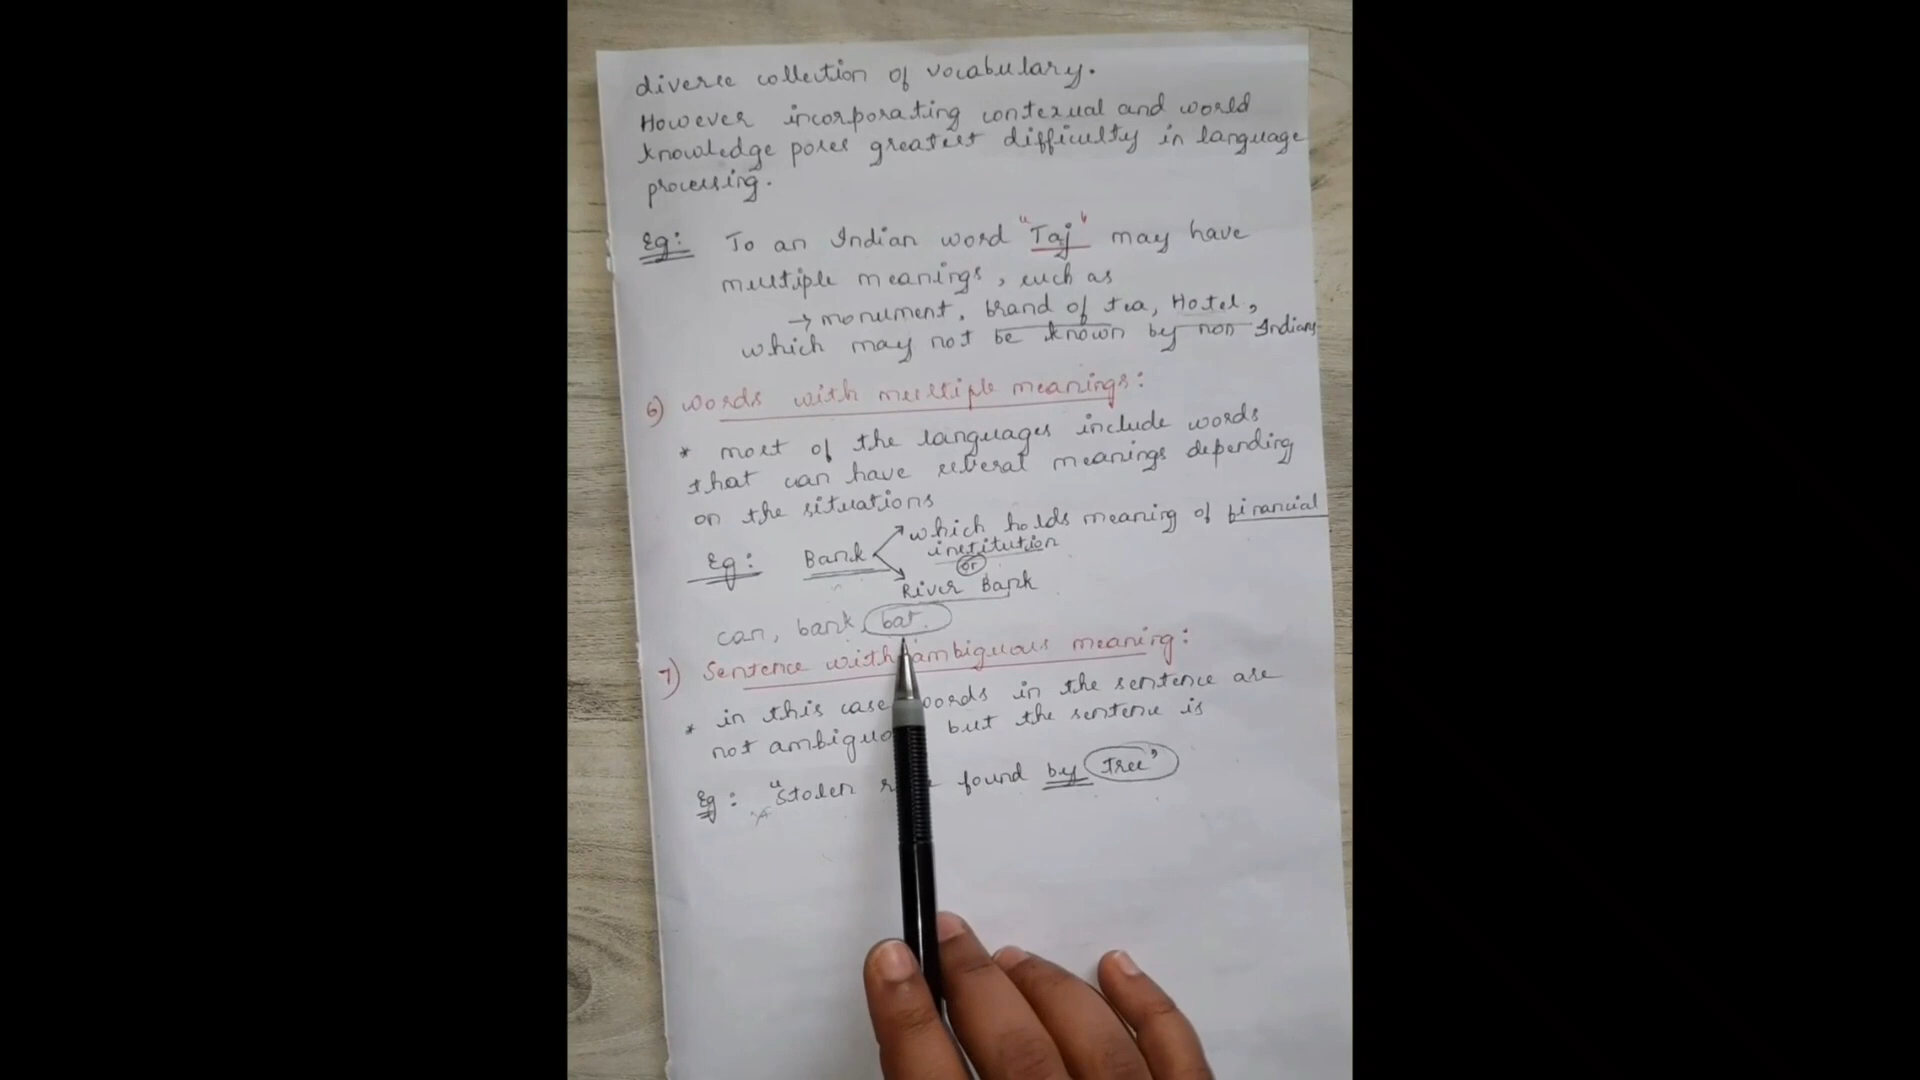 diverse collection of vocabulary.
However incorporating contexual and world
knowledge poses greatest difficulty in language
processing.
Eg: To an Indian word "Taj" may have
multiple meanings, such as
→ monument, brand of tea, Hotel,
which may not be known by non Indians
6) words with multiple meanings:
* most of the languages include words
that can have several meanings depending
on the situations
Eg: Bank which holds meaning of financial
institution
or
River Bank
can, bank, bat.
7) Sentence with ambiguous meaning:
* in this case words in the sentence are
not but the sentence is
Eg: "Stolen found by tree"